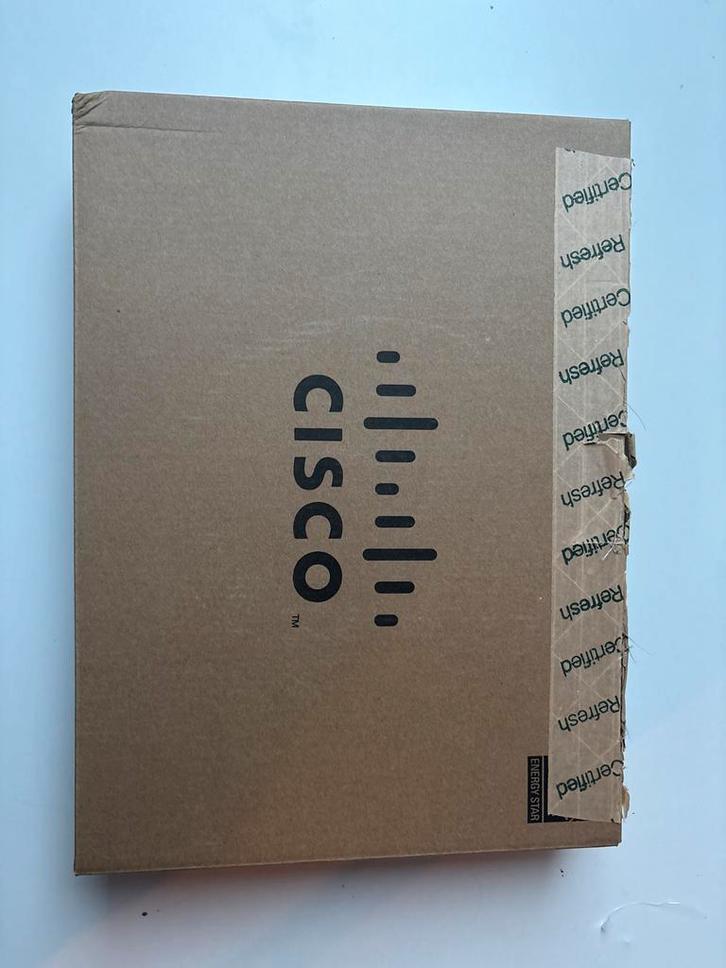 CISCO
TM
ENERGY STAR
Certified
Refresh
Certified
Refresh
Certified
Refresh
Certified
Refresh
Certified
Refresh
Certified